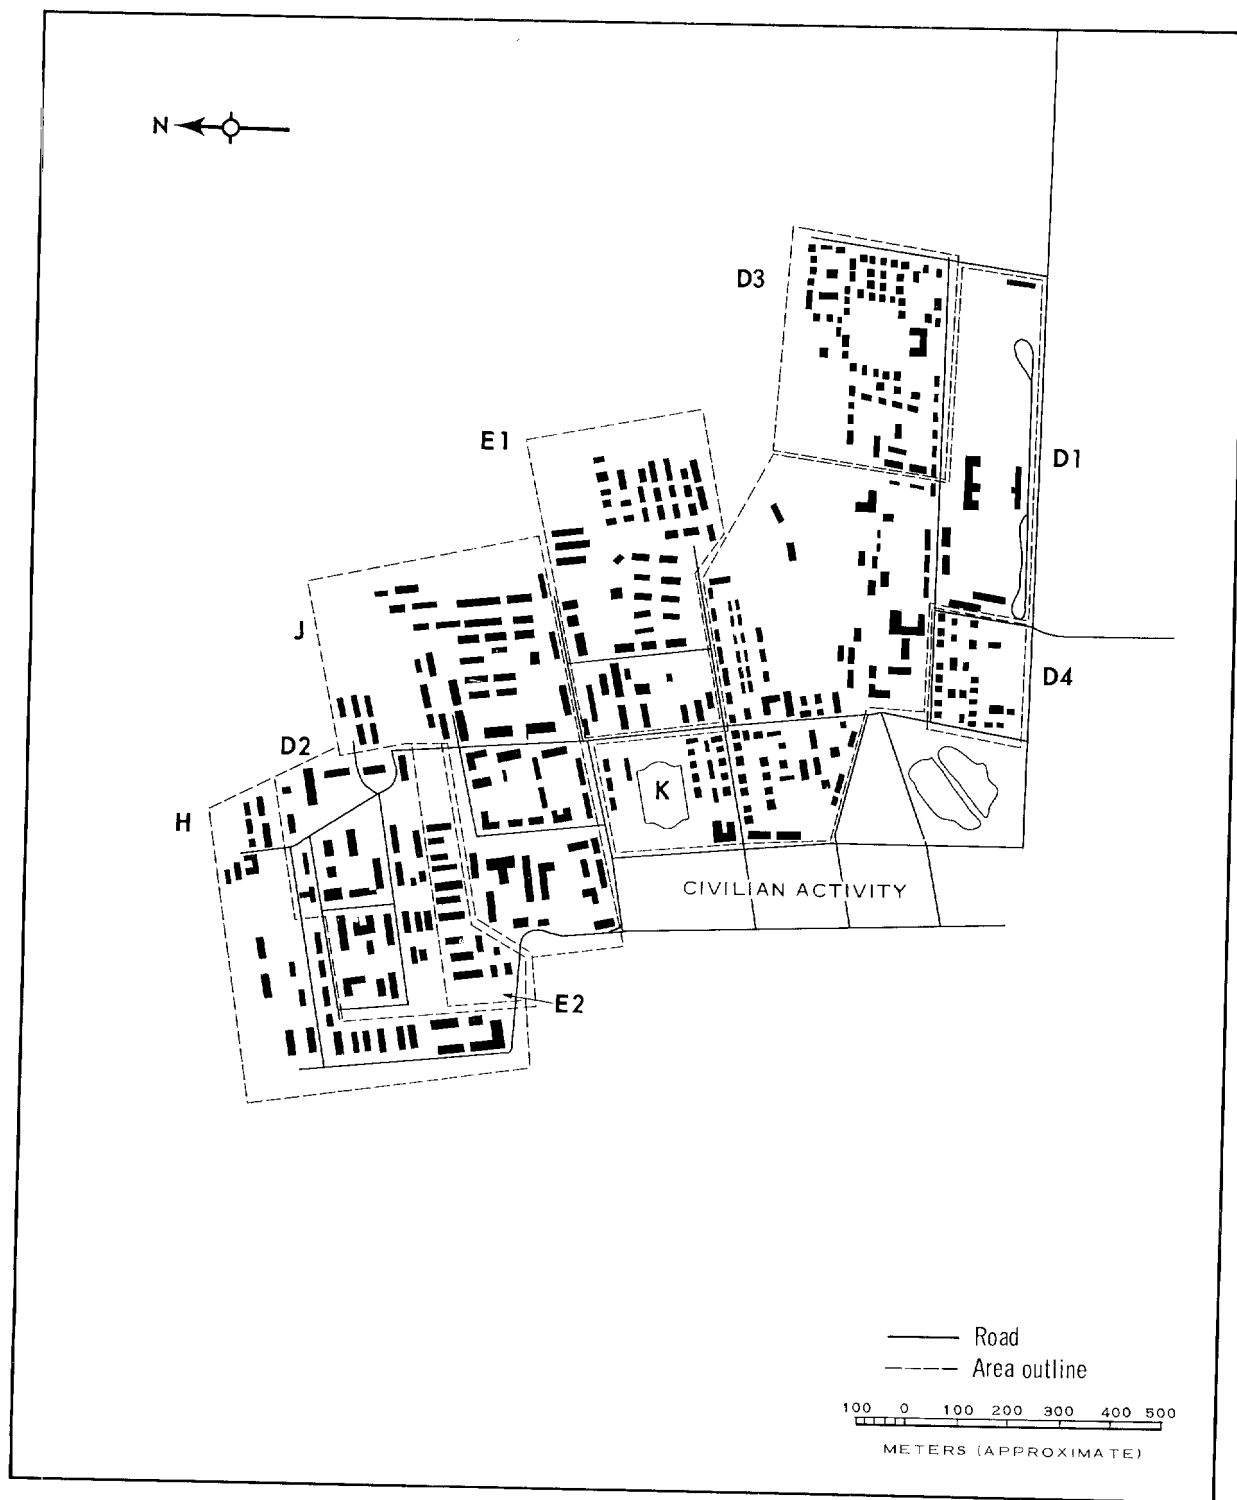 N
D3
E1
D1
J
D4
D2
K
H
CIVILIAN ACTIVITY
E2
Road
Area outline
100 0 100 200 300 400 500
METERS (APPROXIMATE)